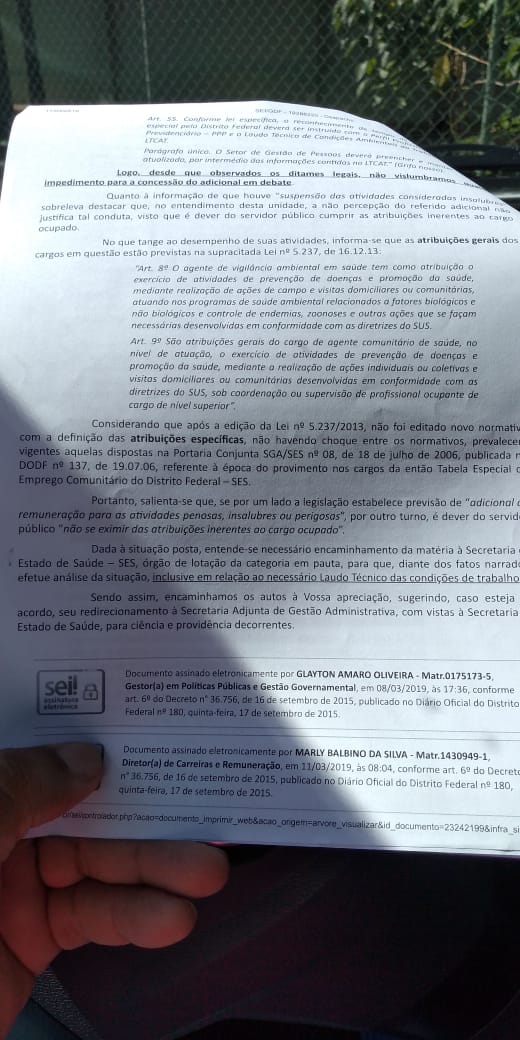 Art. 55. Conforme lei específica, o reconhecimento de
especial pelo Distrito Federal deverá ser instruído com o Perfil
Previdenciário – PPP e o Laudo Técnico de Condições Ambientais
LTCAT.
Parágrafo único. O Setor de Gestão de Pessoas deverá preencher e
atualizado, por intermédio das informações contidas no LTCAT." (Grifo nosso)
Logo, desde que observados os ditames legais, não vislumbramos
impedimento para a concessão do adicional em debate.
Quanto à informação de que houve "suspensão das atividades consideradas insalubres
sobreleva destacar que, no entendimento desta unidade, a não percepção do referido adicional não
justifica tal conduta, visto que é dever do servidor público cumprir as atribuições inerentes ao cargo
ocupado.
No que tange ao desempenho de suas atividades, informa-se que as atribuições gerais dos
cargos em questão estão previstas na supracitada Lei nº 5.237, de 16.12.13:
"Art. 8º O agente de vigilância ambiental em saúde tem como atribuição o
exercício de atividades de prevenção de doenças e promoção da saúde,
mediante realização de ações de campo e visitas domiciliares ou comunitárias,
atuando nos programas de saúde ambiental relacionados a fatores biológicos e
não biológicos e controle de endemias, zoonoses e outras ações que se façam
necessárias desenvolvidas em conformidade com as diretrizes do SUS.
Art. 9º São atribuições gerais do cargo de agente comunitário de saúde, no
nível de atuação, o exercício de atividades de prevenção de doenças e
promoção da saúde, mediante a realização de ações individuais ou coletivas e
visitas domiciliares ou comunitárias desenvolvidas em conformidade com as
diretrizes do SUS, sob coordenação ou supervisão de profissional ocupante de
cargo de nível superior".
Considerando que após a edição da Lei nº 5.237/2013, não foi editado novo normativ
com a definição das atribuições específicas, não havendo choque entre os normativos, prevalecer
vigentes aquelas dispostas na Portaria Conjunta SGA/SES nº 08, de 18 de julho de 2006, publicada n
DODF nº 137, de 19.07.06, referente à época do provimento nos cargos da então Tabela Especial d
Emprego Comunitário do Distrito Federal – SES.
Portanto, salienta-se que, se por um lado a legislação estabelece previsão de "adicional d
remuneração para as atividades penosas, insalubres ou perigosas", por outro turno, é dever do servid
público "não se eximir das atribuições inerentes ao cargo ocupado".
Dada à situação posta, entende-se necessário encaminhamento da matéria à Secretaria
Estado de Saúde – SES, órgão de lotação da categoria em pauta, para que, diante dos fatos narrad
efetue análise da situação, inclusive em relação ao necessário Laudo Técnico das condições de trabalho
Sendo assim, encaminhamos os autos à Vossa apreciação, sugerindo, caso esteja
acordo, seu redirecionamento à Secretaria Adjunta de Gestão Administrativa, com vistas à Secretaria
Estado de Saúde, para ciência e providência decorrentes.
sei!
assinatura
eletrônica
Documento assinado eletronicamente por GLAYTON AMARO OLIVEIRA - Matr.0175173-5,
Gestor(a) em Políticas Públicas e Gestão Governamental, em 08/03/2019, às 17:36, conforme
art. 6º do Decreto n° 36.756, de 16 de setembro de 2015, publicado no Diário Oficial do Distrito
Federal nº 180, quinta-feira, 17 de setembro de 2015.
Documento assinado eletronicamente por MARLY BALBINO DA SILVA - Matr.1430949-1,
Diretor(a) de Carreiras e Remuneração, em 11/03/2019, às 08:04, conforme art. 6º do Decreto
n° 36.756, de 16 de setembro de 2015, publicado no Diário Oficial do Distrito Federal nº 180,
quinta-feira, 17 de setembro de 2015.
controlador.php?acao=documento_imprimir_web&acao_origem=arvore_visualizar&id_documento=23242199&infra_si